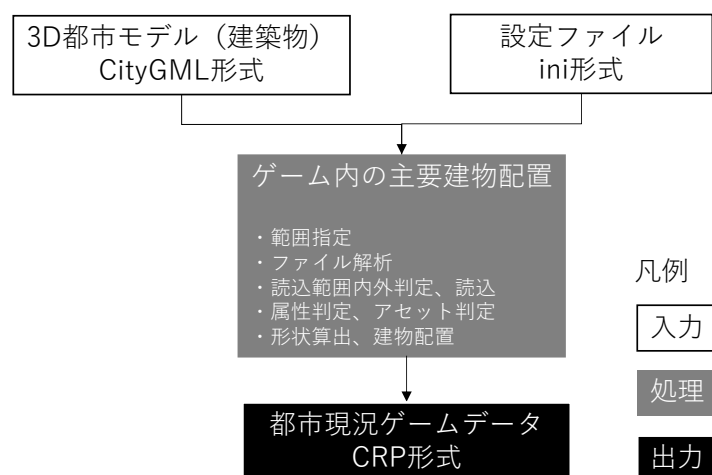 3D都市モデル（建築物）
CityGML形式
設定ファイル
ini形式
ゲーム内の主要建物配置
・範囲指定
・ファイル解析
・読込範囲内外判定、読込
・属性判定、アセット判定
・形状算出、建物配置
都市現況ゲームデータ
CRP形式
凡例
入力
処理
出力